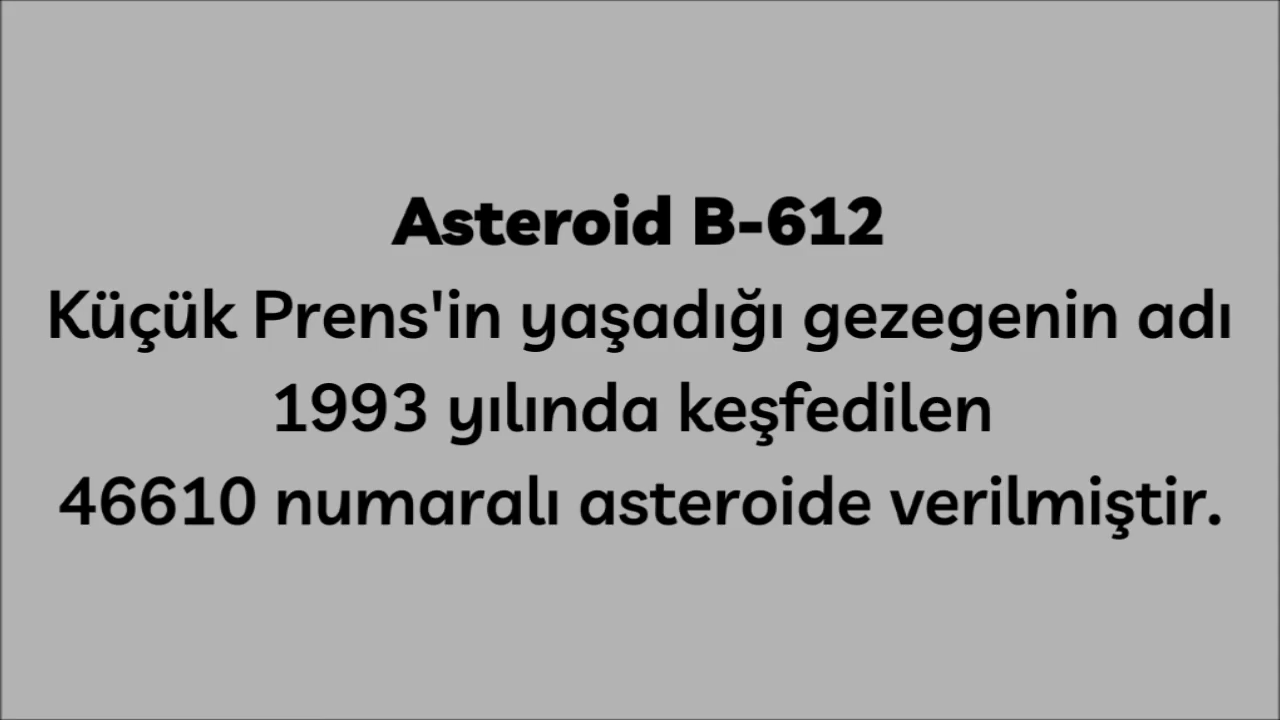 Asteroid B-612
Küçük Prens'in yaşadığı gezegenin adı
1993 yılında keşfedilen
46610 numaralı asteroide verilmiştir.